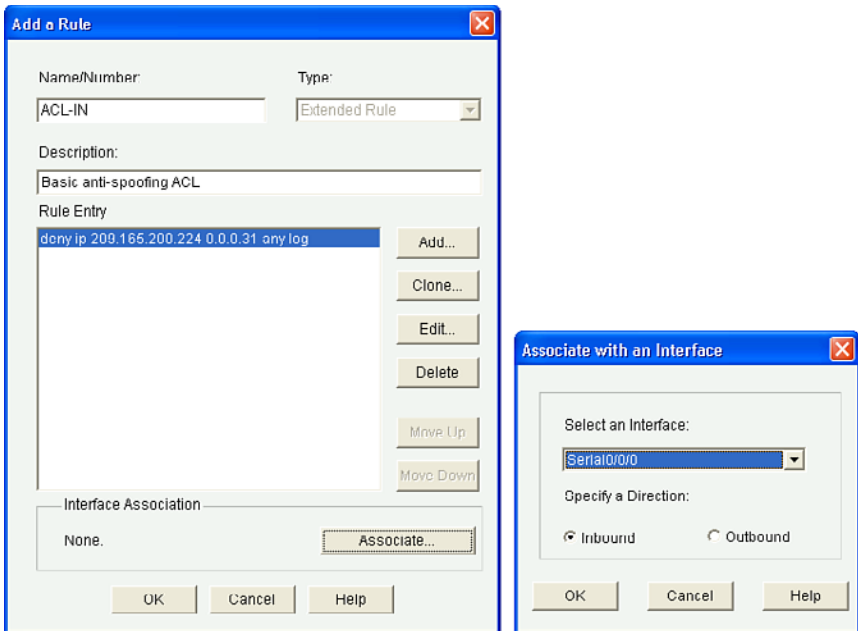 Add a Rule
Name/Number:
Type:
ACL-IN
Extended Rule
Description:
Basic anti-spoofing ACL
Rule Entry
deny ip 209.165.200.224 0.0.0.31 any log
Add...
Clone...
Edit...
Delete
Move Up
Move Down
Interface Association
None.
Associate...
OK
Cancel
Help
Associate with an Interface
Select an Interface:
Serial0/0/0
Specify a Direction:
Inbound
Outbound
OK
Cancel
Help